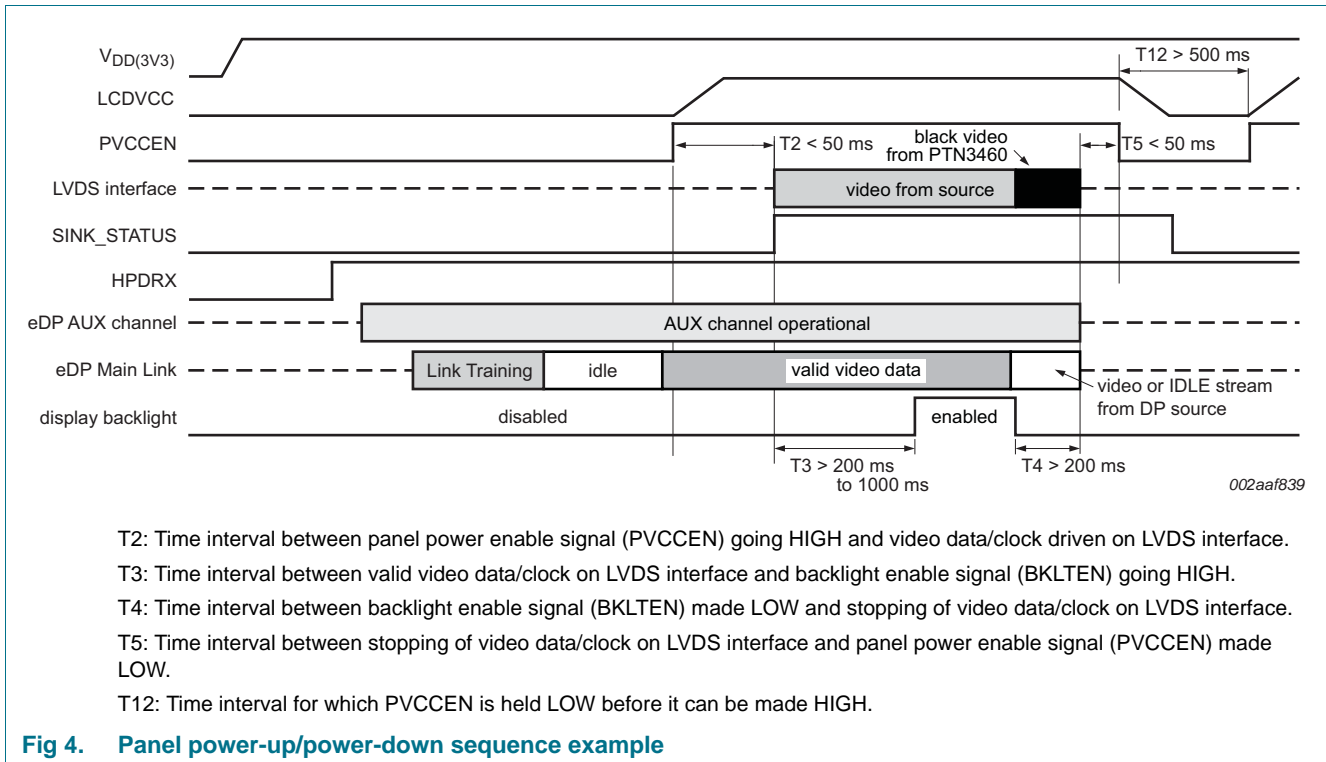 VDD(3V3)
T12 > 500 ms
LCDVCC
PVCCEN
T2 < 50 ms
black video
from PTN3460
T5 < 50 ms
LVDS interface
video from source
SINK_STATUS
HPDRX
eDP AUX channel
AUX channel operational
eDP Main Link
Link Training
idle
valid video data
video or IDLE stream
from DP source
display backlight
disabled
enabled
T3 > 200 ms
to 1000 ms
T4 > 200 ms
002aaf839
T2: Time interval between panel power enable signal (PVCCEN) going HIGH and video data/clock driven on LVDS interface.
T3: Time interval between valid video data/clock on LVDS interface and backlight enable signal (BKLTEN) going HIGH.
T4: Time interval between backlight enable signal (BKLTEN) made LOW and stopping of video data/clock on LVDS interface.
T5: Time interval between stopping of video data/clock on LVDS interface and panel power enable signal (PVCCEN) made
LOW.
T12: Time interval for which PVCCEN is held LOW before it can be made HIGH.
Fig 4. Panel power-up/power-down sequence example